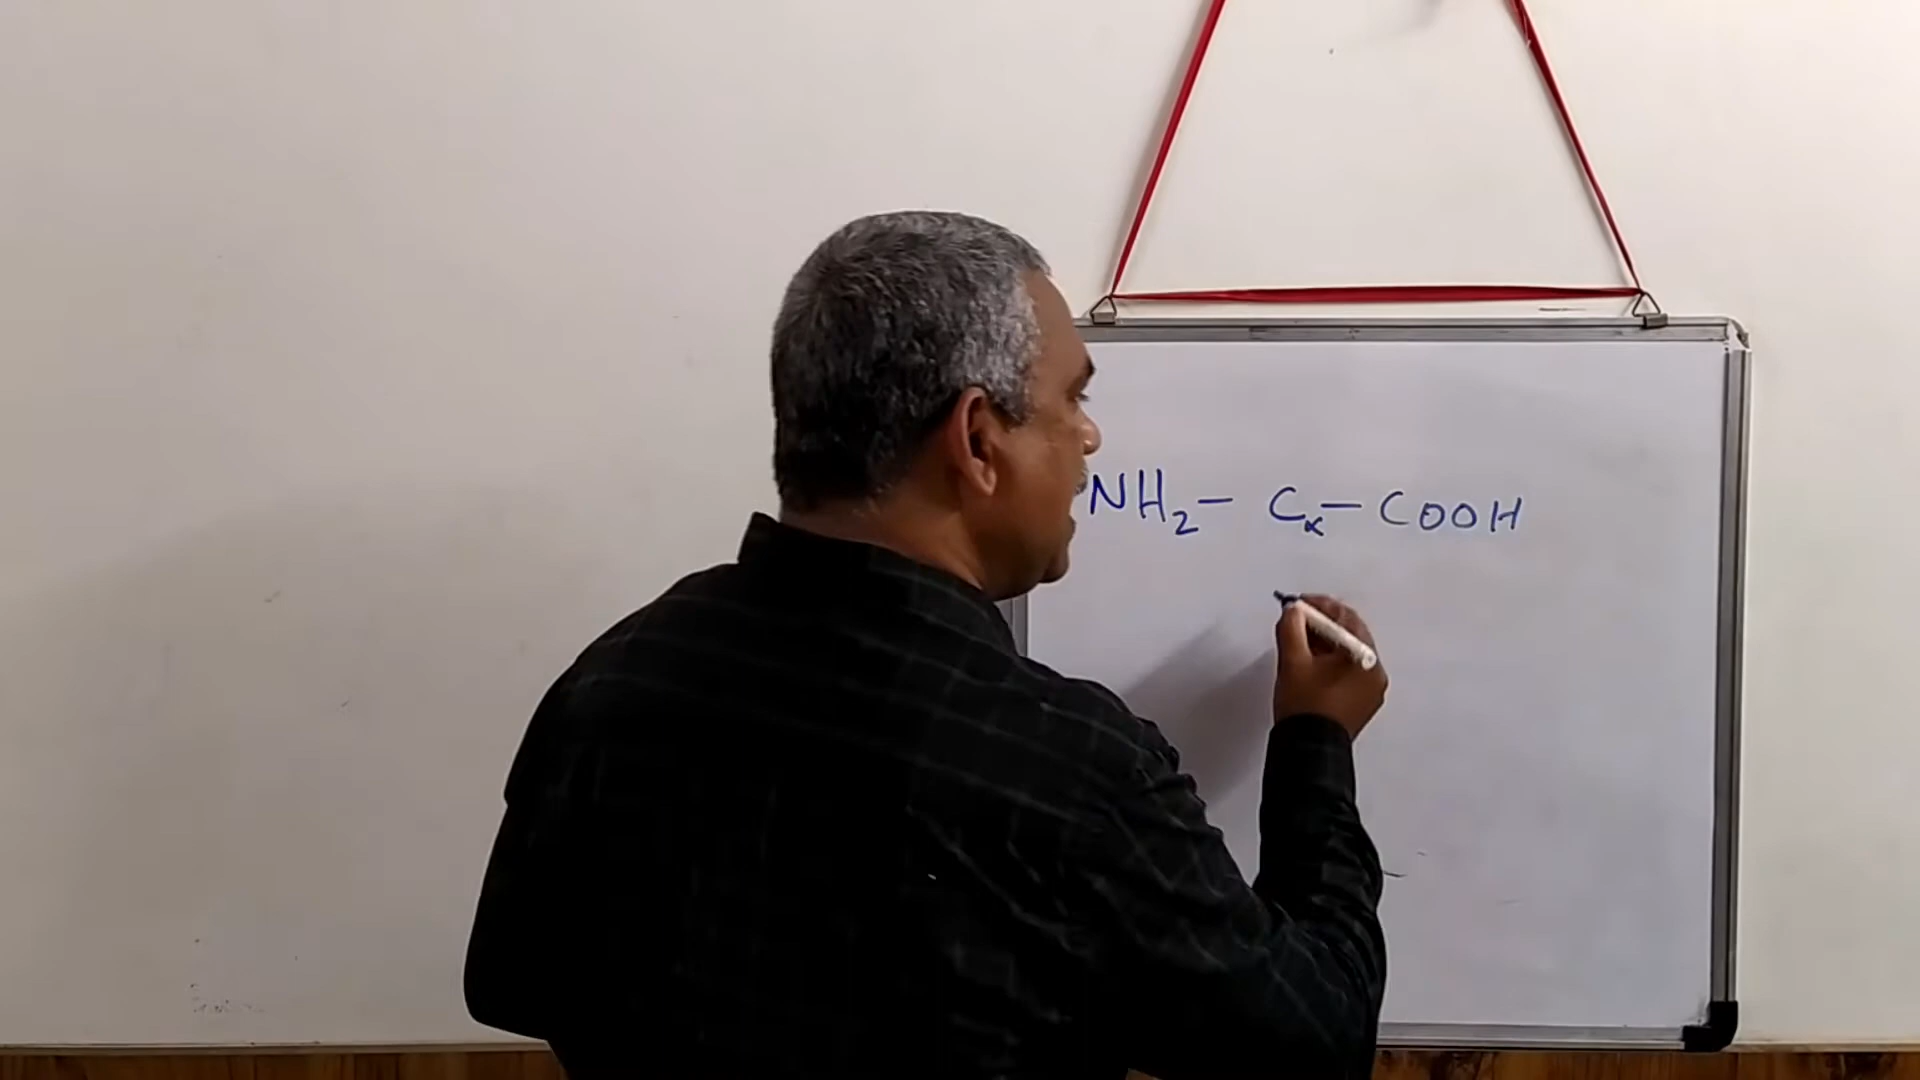 NH₂ – Cα – COOH